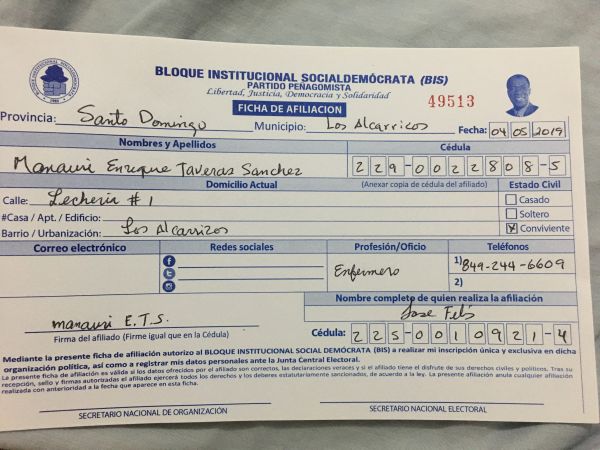 BLOQUE INSTITUCIONAL SOCIALDEMÓCRATA (BIS)
PARTIDO PEÑAGOMISTA
Libertad, Justicia, Democracia y Solidaridad
FICHA DE AFILIACION
49513
Provincia: Santo Domingo Municipio: Los Alcarricos Fecha: 04 05 2019
Nombres y Apellidos Cédula
Manauri Enrique Taveras Sanchez 229-0022808-5
Domicilio Actual (Anexar copia de cédula del afiliado) Estado Civil
Calle: Lecheria #1 Casado
#Casa / Apt. / Edificio: Soltero
Barrio / Urbanización: Los Alcarrizos X Conviviente
Correo electrónico Redes sociales Profesión/Oficio Teléfonos
Enfermero 1) 849-244-6609
2)
Nombre completo de quien realiza la afiliación
manauri E.T.S. Jose Felis
Firma del afiliado (Firme igual que en la Cédula) Cédula: 225-0010921-4
Mediante la presente ficha de afiliación autorizo al BLOQUE INSTITUCIONAL SOCIAL DEMÓCRATA (BIS) a realizar mi inscripción única y exclusiva en dicha
organización política, así como a registrar mis datos personales ante la Junta Central Electoral.
La presente ficha de afiliación es válida si los datos ofrecidos por el afiliado son correctos, las declaraciones veraces y si el afiliado tiene el disfrute de sus derechos civiles y políticos. Tras su
recepción, sello y firmas autorizadas el afiliado ejercerá todos los derechos y los deberes estatutariamente sancionados, de acuerdo a la ley. La presente afiliación anula cualquier afiliación
realizada con anterioridad a la fecha que aparece en esta ficha.
SECRETARIO NACIONAL DE ORGANIZACIÓN SECRETARIO NACIONAL ELECTORAL